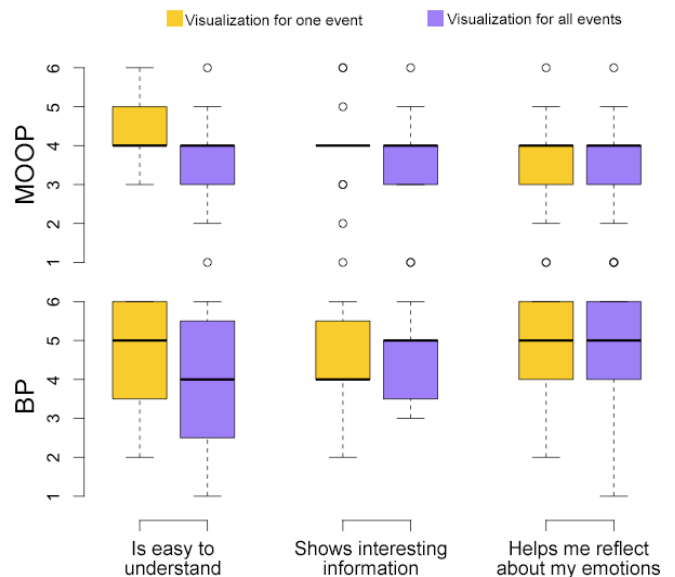 Visualization for one event
Visualization for all events
MOOP
6
5
4
3
2
1
BP
6
5
4
3
2
1
Is easy to
understand
Shows interesting
information
Helps me reflect
about my emotions